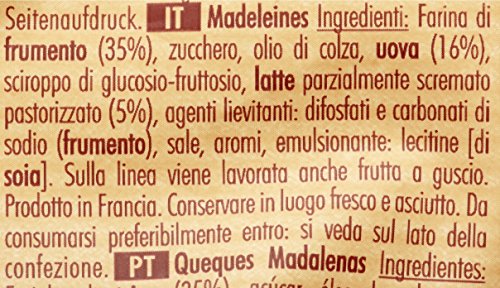 Seitenaufdruck. IT Madeleines Ingredienti: Farina di
frumento (35%), zucchero, olio di colza, uova (16%),
sciroppo di glucosio-fruttosio, latte parzialmente scremato
pastorizzato (5%), agenti lievitanti: difosfati e carbonati di
sodio (frumento), sale, aromi, emulsionante: lecitine [di
soia]. Sulla linea viene lavorata anche frutta a guscio.
Prodotto in Francia. Conservare in luogo fresco e asciutto. Da
consumarsi preferibilmente entro: si veda sul lato della
confezione. PT Queques Madalenas Ingredientes:
(35%), açúcar, óleo